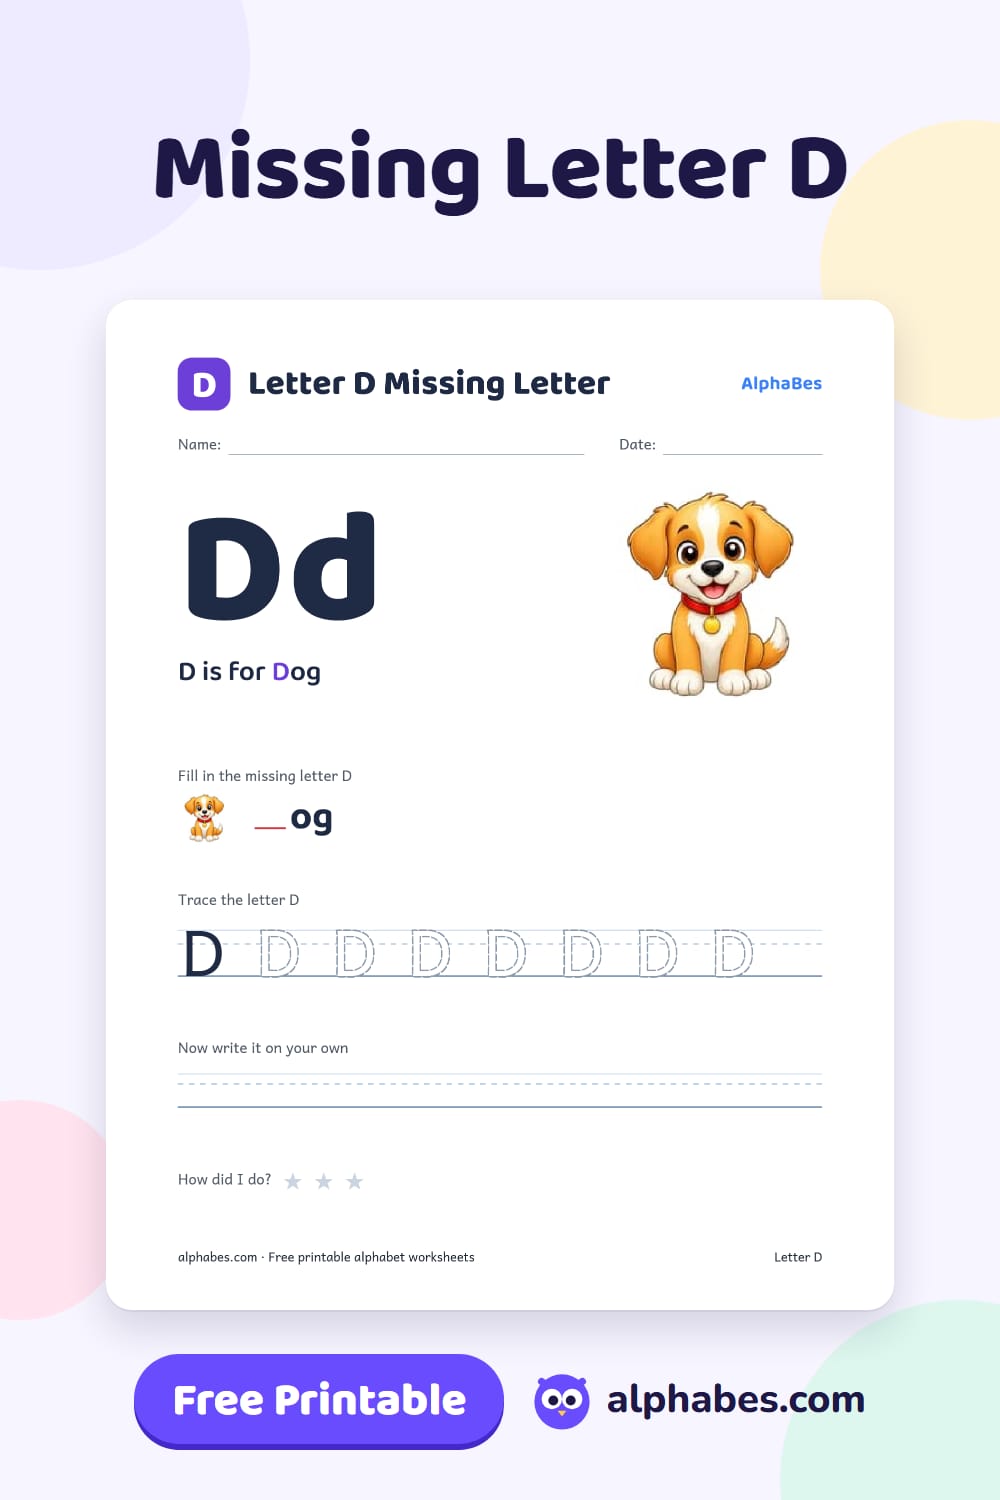 Missing Letter D
D Letter D Missing Letter AlphaBes
Name: Date:
Dd
D is for Dog
Fill in the missing letter D
__og
Trace the letter D
D D D D D D D D
Now write it on your own
How did I do? ★ ★ ★
alphabes.com · Free printable alphabet worksheets Letter D
Free Printable alphabes.com